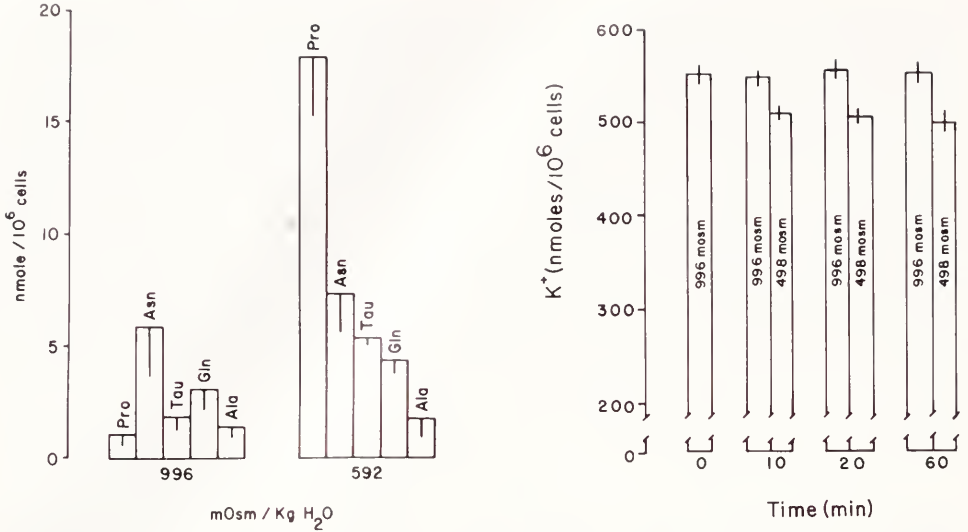 20
15
10
5
0
nmole / 10⁶ cells
Pro
Asn
Tau
Gln
Ala
996
Pro
Asn
Tau
Gln
Ala
592
mOsm / Kg H₂O
600
500
400
300
200
0
K⁺ (nmoles/10⁶ cells)
996 mosm
996 mosm
498 mosm
996 mosm
498 mosm
996 mosm
498 mosm
0
10
20
60
Time (min)